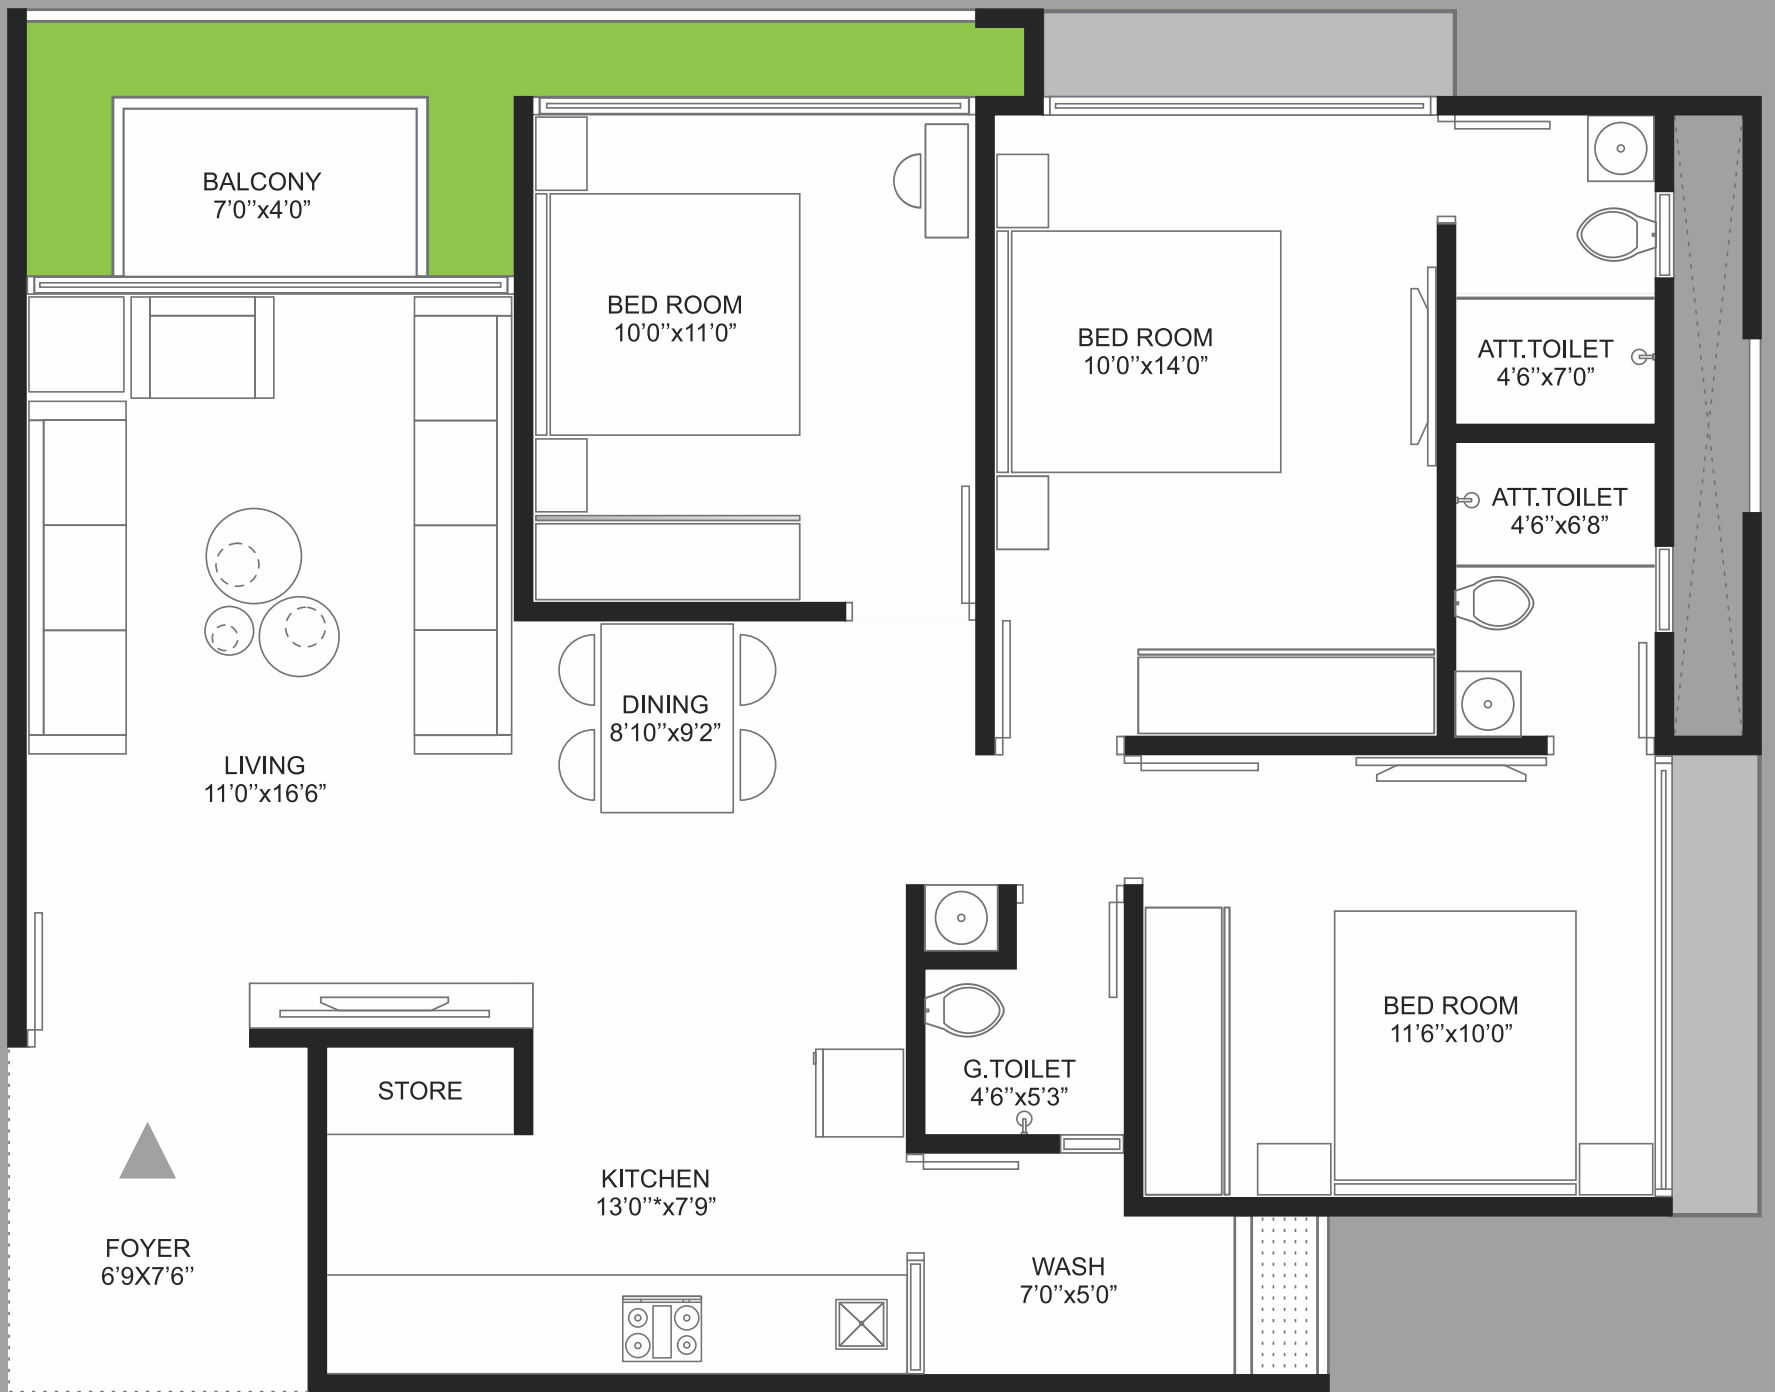 BALCONY
7'0''x4'0”
BED ROOM
10'0''x11'0”
BED ROOM
10'0''x14'0”
ATT.TOILET
4'6''x7'0”
ATT.TOILET
4'6''x6'8”
LIVING
11'0''x16'6”
DINING
8'10''x9'2”
BED ROOM
11'6''x10'0”
G.TOILET
4'6''x5'3”
STORE
KITCHEN
13'0''*x7'9”
FOYER
6'9X7'6''
WASH
7'0''x5'0”